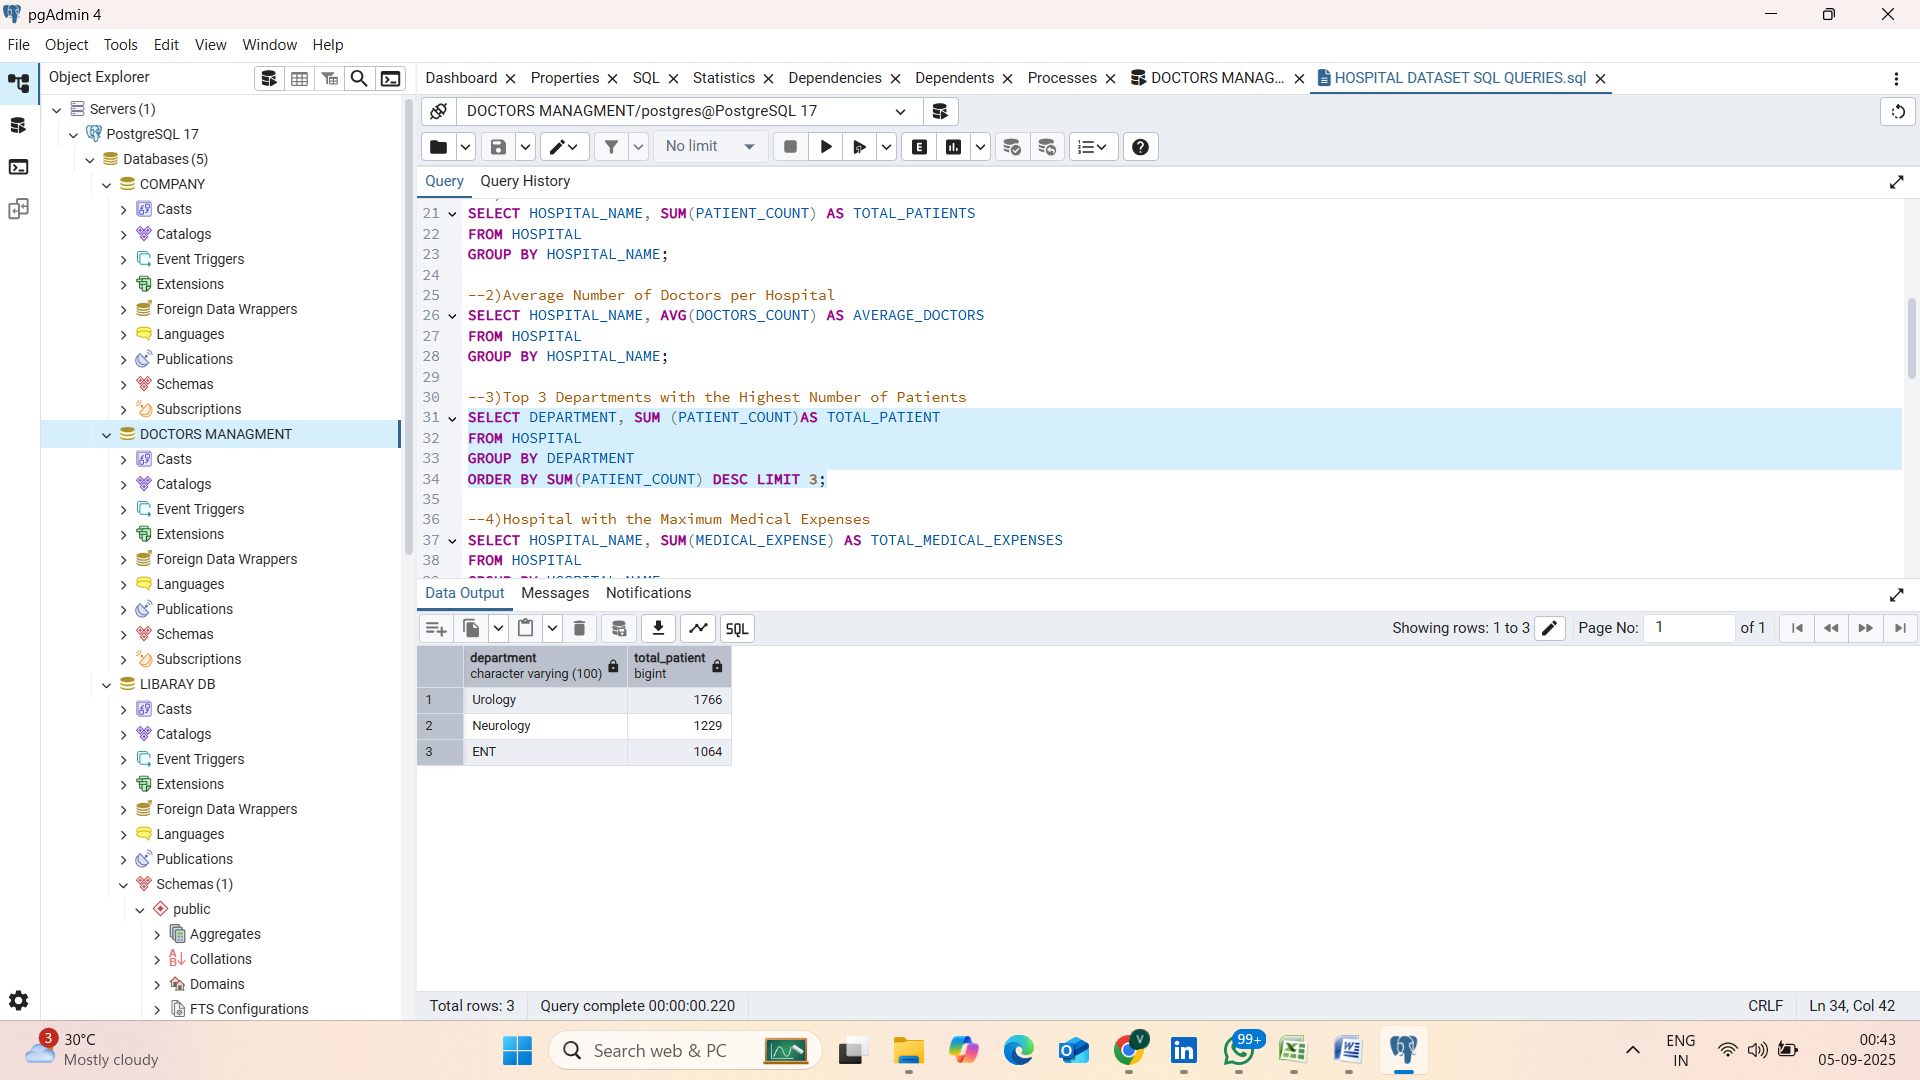 pgAdmin 4
File Object Tools Edit View Window Help
Object Explorer
Servers (1)
PostgreSQL 17
Databases (5)
COMPANY
Casts
Catalogs
Event Triggers
Extensions
Foreign Data Wrappers
Languages
Publications
Schemas
Subscriptions
DOCTORS MANAGMENT
Casts
Catalogs
Event Triggers
Extensions
Foreign Data Wrappers
Languages
Publications
Schemas
Subscriptions
LIBARAY DB
Casts
Catalogs
Event Triggers
Extensions
Foreign Data Wrappers
Languages
Publications
Schemas (1)
public
Aggregates
Collations
Domains
FTS Configurations
Dashboard Properties SQL Statistics Dependencies Dependents Processes DOCTORS MANAG... HOSPITAL DATASET SQL QUERIES.sql
DOCTORS MANAGMENT/postgres@PostgreSQL 17
No limit E
Query Query History
21 SELECT HOSPITAL_NAME, SUM(PATIENT_COUNT) AS TOTAL_PATIENTS
22 FROM HOSPITAL
23 GROUP BY HOSPITAL_NAME;
24
25 --2)Average Number of Doctors per Hospital
26 SELECT HOSPITAL_NAME, AVG(DOCTORS_COUNT) AS AVERAGE_DOCTORS
27 FROM HOSPITAL
28 GROUP BY HOSPITAL_NAME;
29
30 --3)Top 3 Departments with the Highest Number of Patients
31 SELECT DEPARTMENT, SUM (PATIENT_COUNT)AS TOTAL_PATIENT
32 FROM HOSPITAL
33 GROUP BY DEPARTMENT
34 ORDER BY SUM(PATIENT_COUNT) DESC LIMIT 3;
35
36 --4)Hospital with the Maximum Medical Expenses
37 SELECT HOSPITAL_NAME, SUM(MEDICAL_EXPENSE) AS TOTAL_MEDICAL_EXPENSES
38 FROM HOSPITAL
Data Output Messages Notifications
SQL Showing rows: 1 to 3 Page No: 1 of 1
department total_patient
character varying (100) bigint
1 Urology 1766
2 Neurology 1229
3 ENT 1064
Total rows: 3 Query complete 00:00:00.220 CRLF Ln 34, Col 42
3 30°C
Mostly cloudy
Search web & PC
V
99+
ENG
IN
00:43
05-09-2025